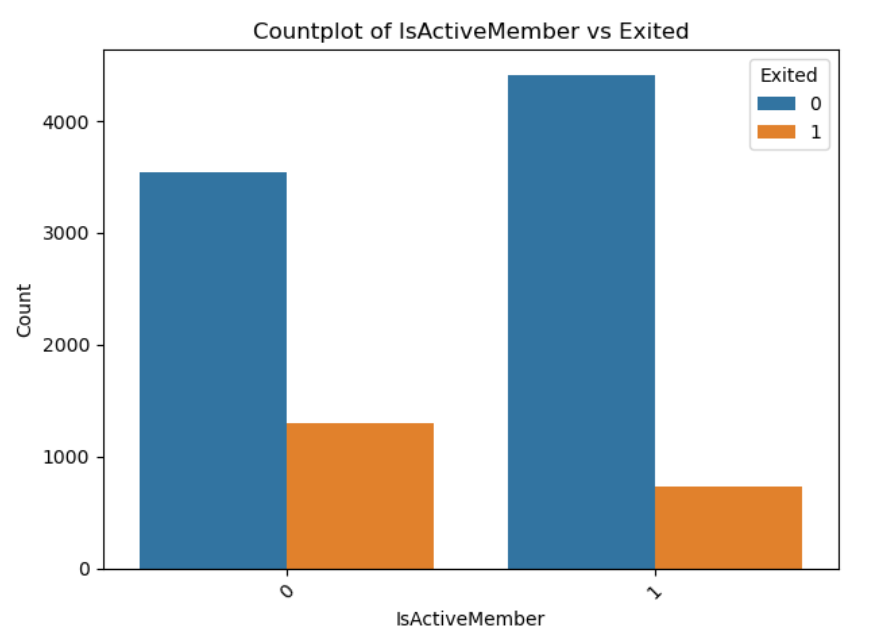 Countplot of IsActiveMember vs Exited
Exited
0
1
4000
3000
2000
1000
0
Count
0
1
IsActiveMember